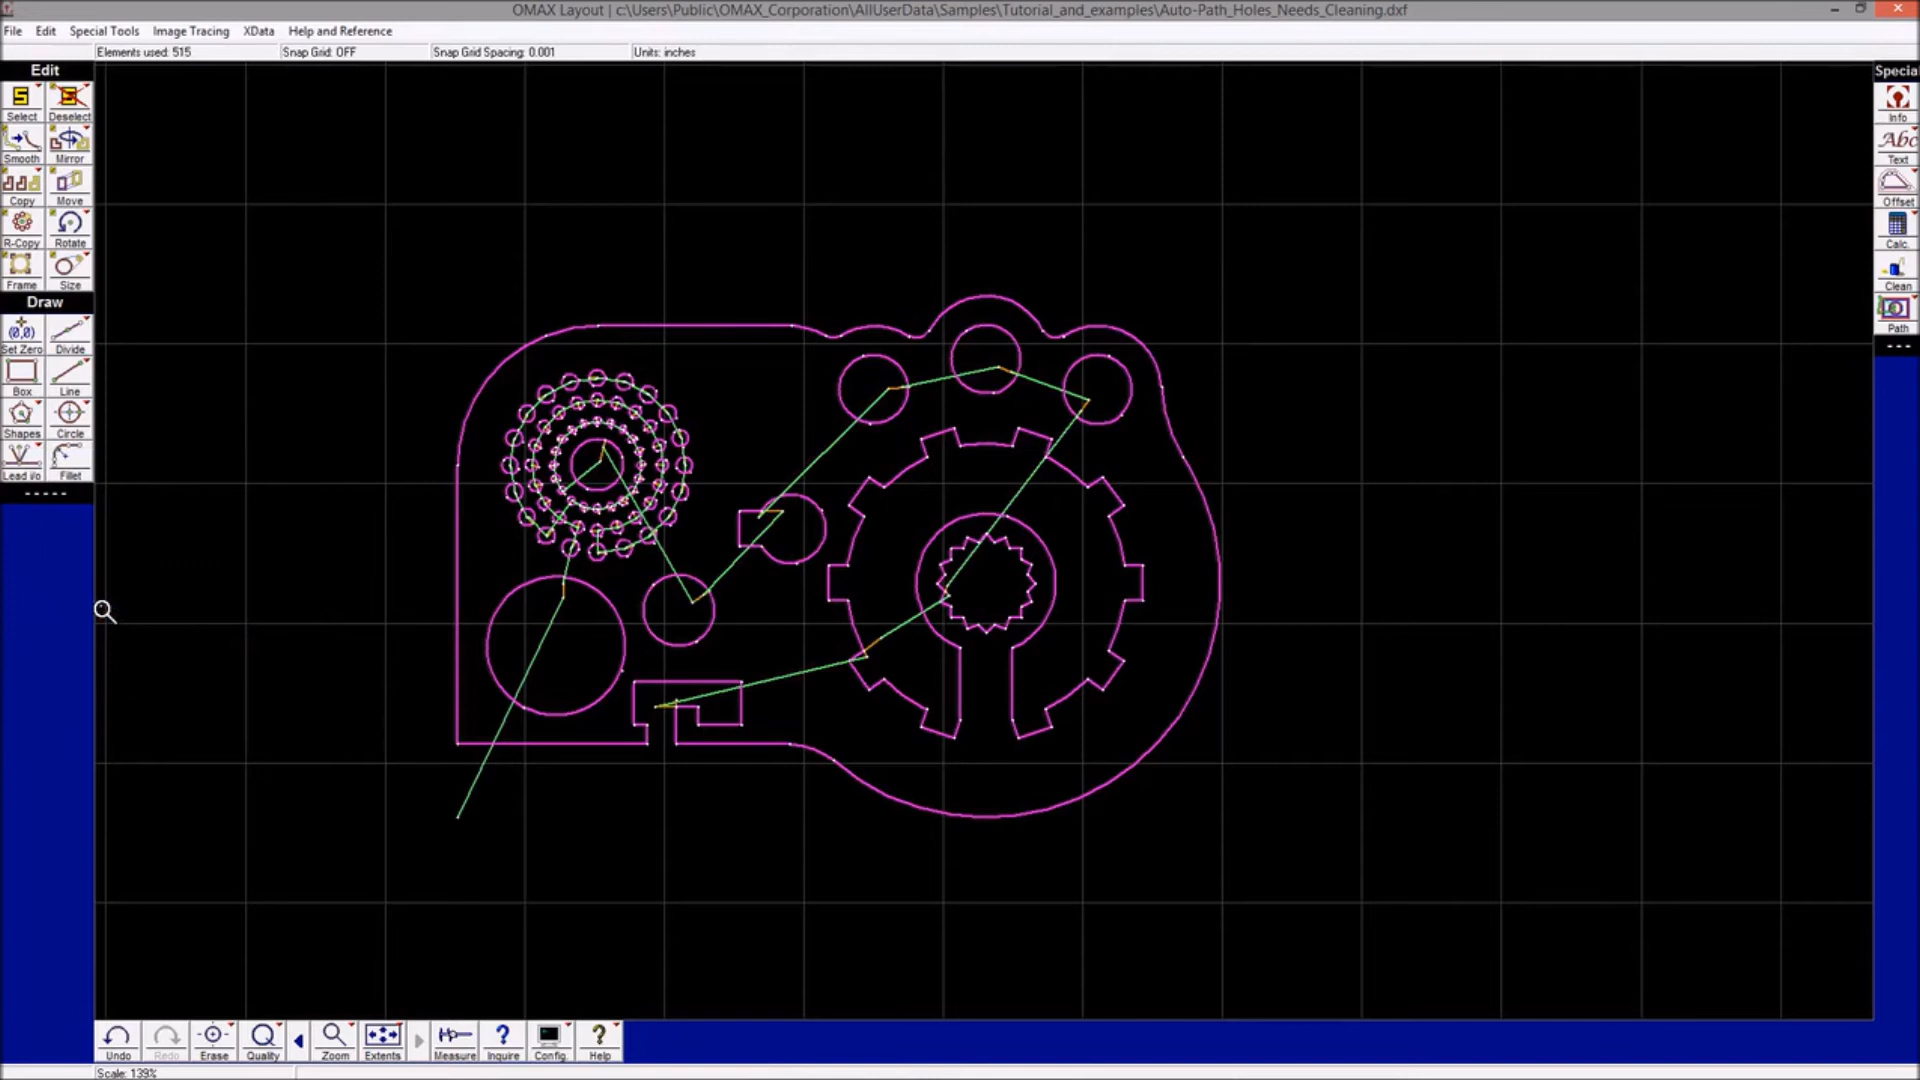 OMAX Layout | c:\Users\Public\OMAX_Corporation\AllUserData\Samples\Tutorial_and_examples\Auto-Path_Holes_Needs_Cleaning.dxf
File Edit Special Tools Image Tracing XData Help and Reference
Elements used: 515 Snap Grid: OFF Snap Grid Spacing: 0.001 Units: inches
Edit
Specia
S S
Select Deselect
Info
Abc
Smooth Mirror
Text
Copy Move
Offset
R-Copy Rotate
Calc.
Frame Size
Clean
Draw
(0,0)
Path
Set Zero Divide
Box Line
Shapes Circle
Lead i/o Fillet
Undo Redo Erase Quality Zoom Extents Measure Inquire Config. Help
Scale: 139%